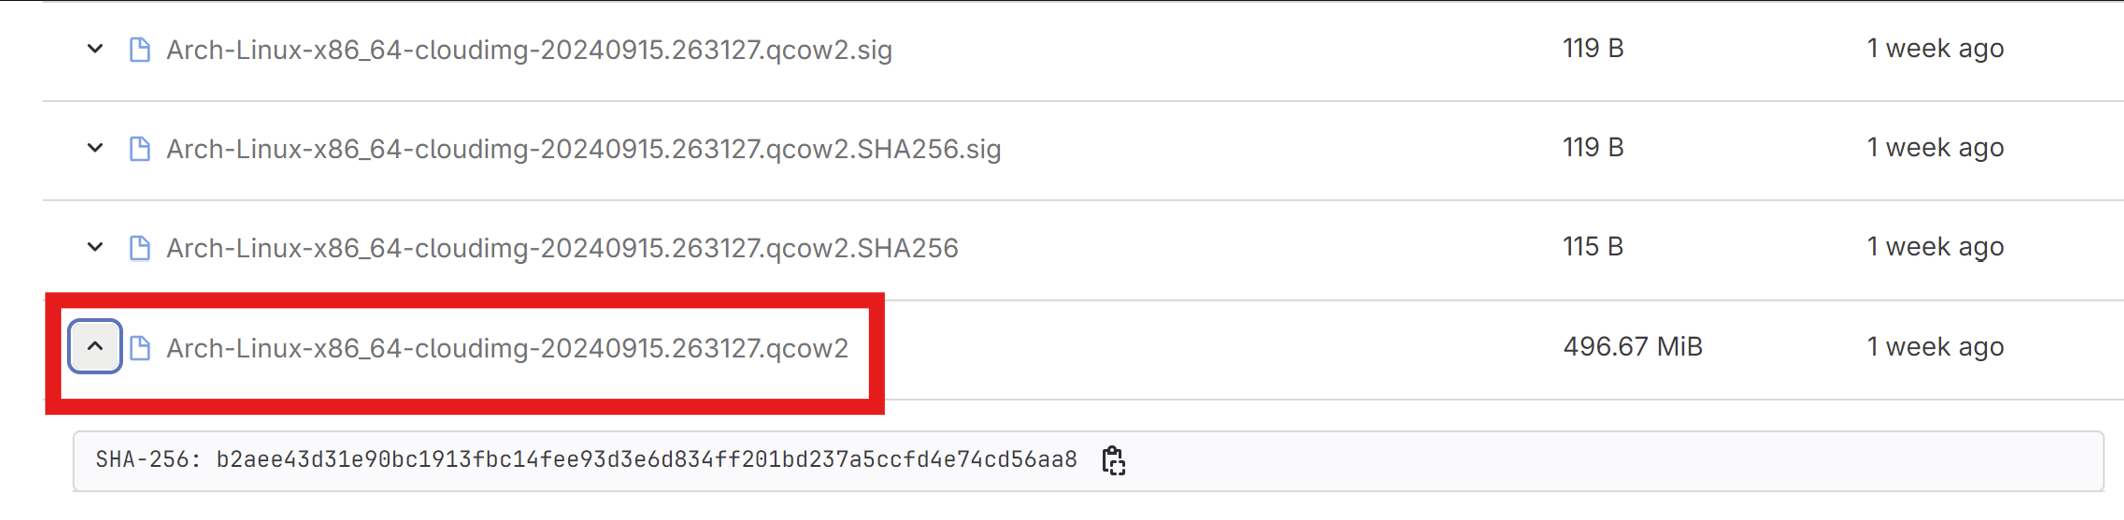 Arch-Linux-x86_64-cloudimg-20240915.263127.qcow2.sig 119 B 1 week ago
Arch-Linux-x86_64-cloudimg-20240915.263127.qcow2.SHA256.sig 119 B 1 week ago
Arch-Linux-x86_64-cloudimg-20240915.263127.qcow2.SHA256 115 B 1 week ago
Arch-Linux-x86_64-cloudimg-20240915.263127.qcow2 496.67 MiB 1 week ago
SHA-256: b2aee43d31e90bc1913fbc14fee93d3e6d834ff201bd237a5ccfd4e74cd56aa8